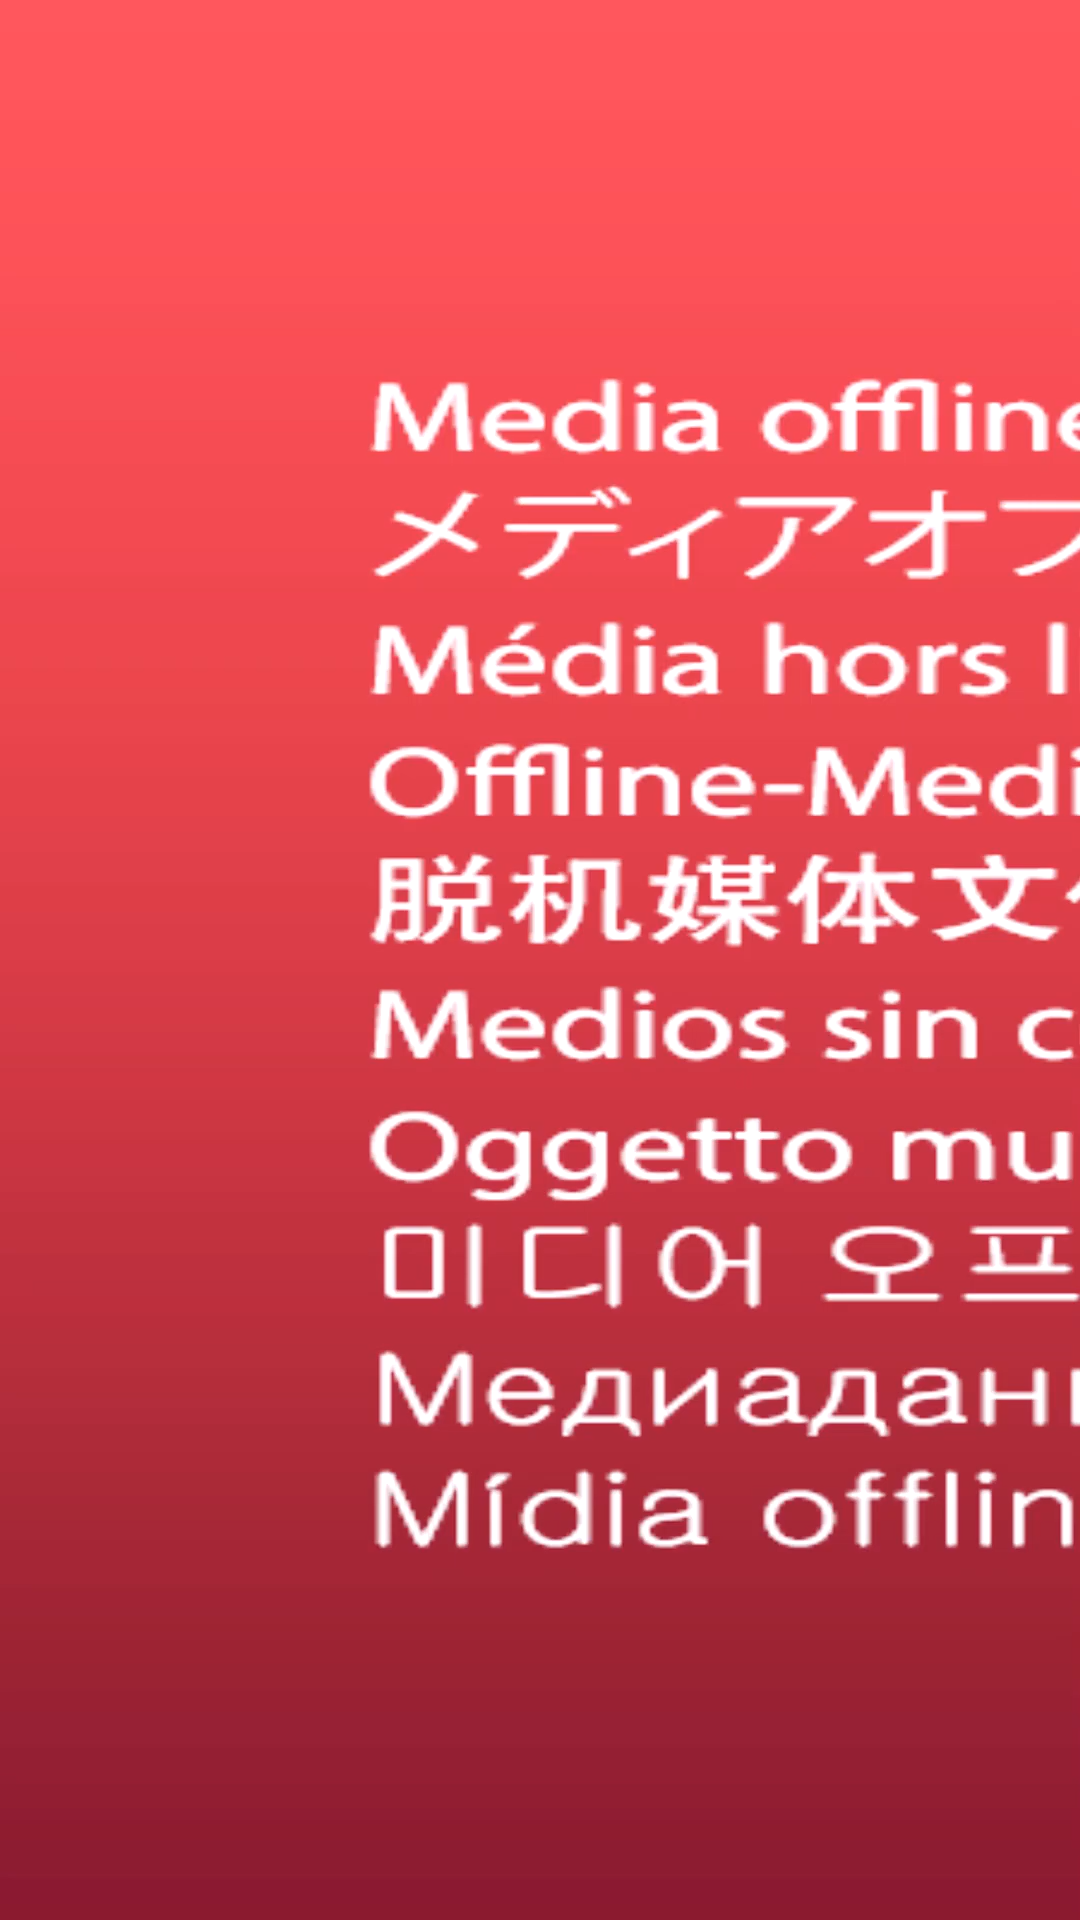 Media offline
メディアオフ
Média hors l
Offline-Medi
脱机媒体文
Medios sin c
Oggetto mu
미디어 오프
Медиадан
Mídia offlin